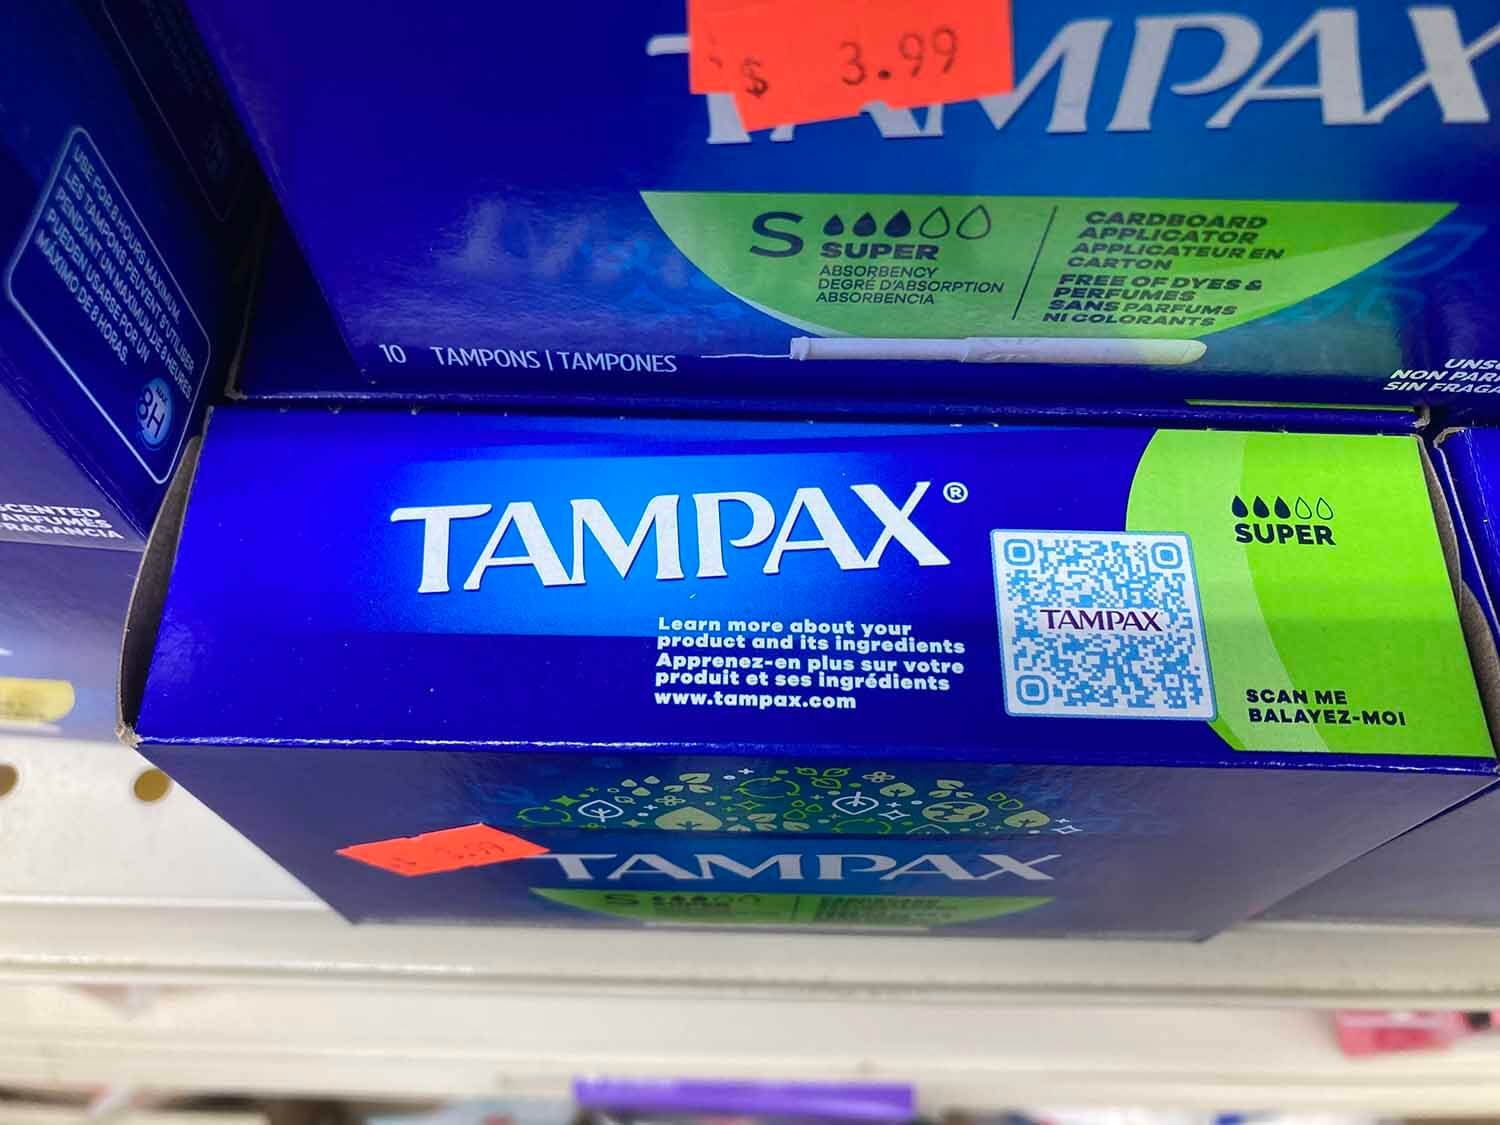 $ 3.99
TAMPAX
S SUPER
ABSORBENCY
DEGRÉ D'ABSORPTION
ABSORBENCIA
CARDBOARD
APPLICATOR
APPLICATEUR EN
CARTON
FREE OF DYES &
PERFUMES
SANS PARFUMS
NI COLORANTS
10 TAMPONS | TAMPONES
NON
SIN
USE FOR 8 HOURS MAXIMUM.
LES TAMPONS PEUVENT S'UTILISER
PENDANT UN MAXIMUM DE 8 HEURES
PUEDEN USARSE POR UN
MÁXIMO DE 8 HORAS.
MAX
8H
TAMPAX®
Learn more about your
product and its ingredients
Apprenez-en plus sur votre
produit et ses ingrédients
www.tampax.com
TAMPAX
SUPER
SCAN ME
BALAYEZ-MOI
TAMPAX
S